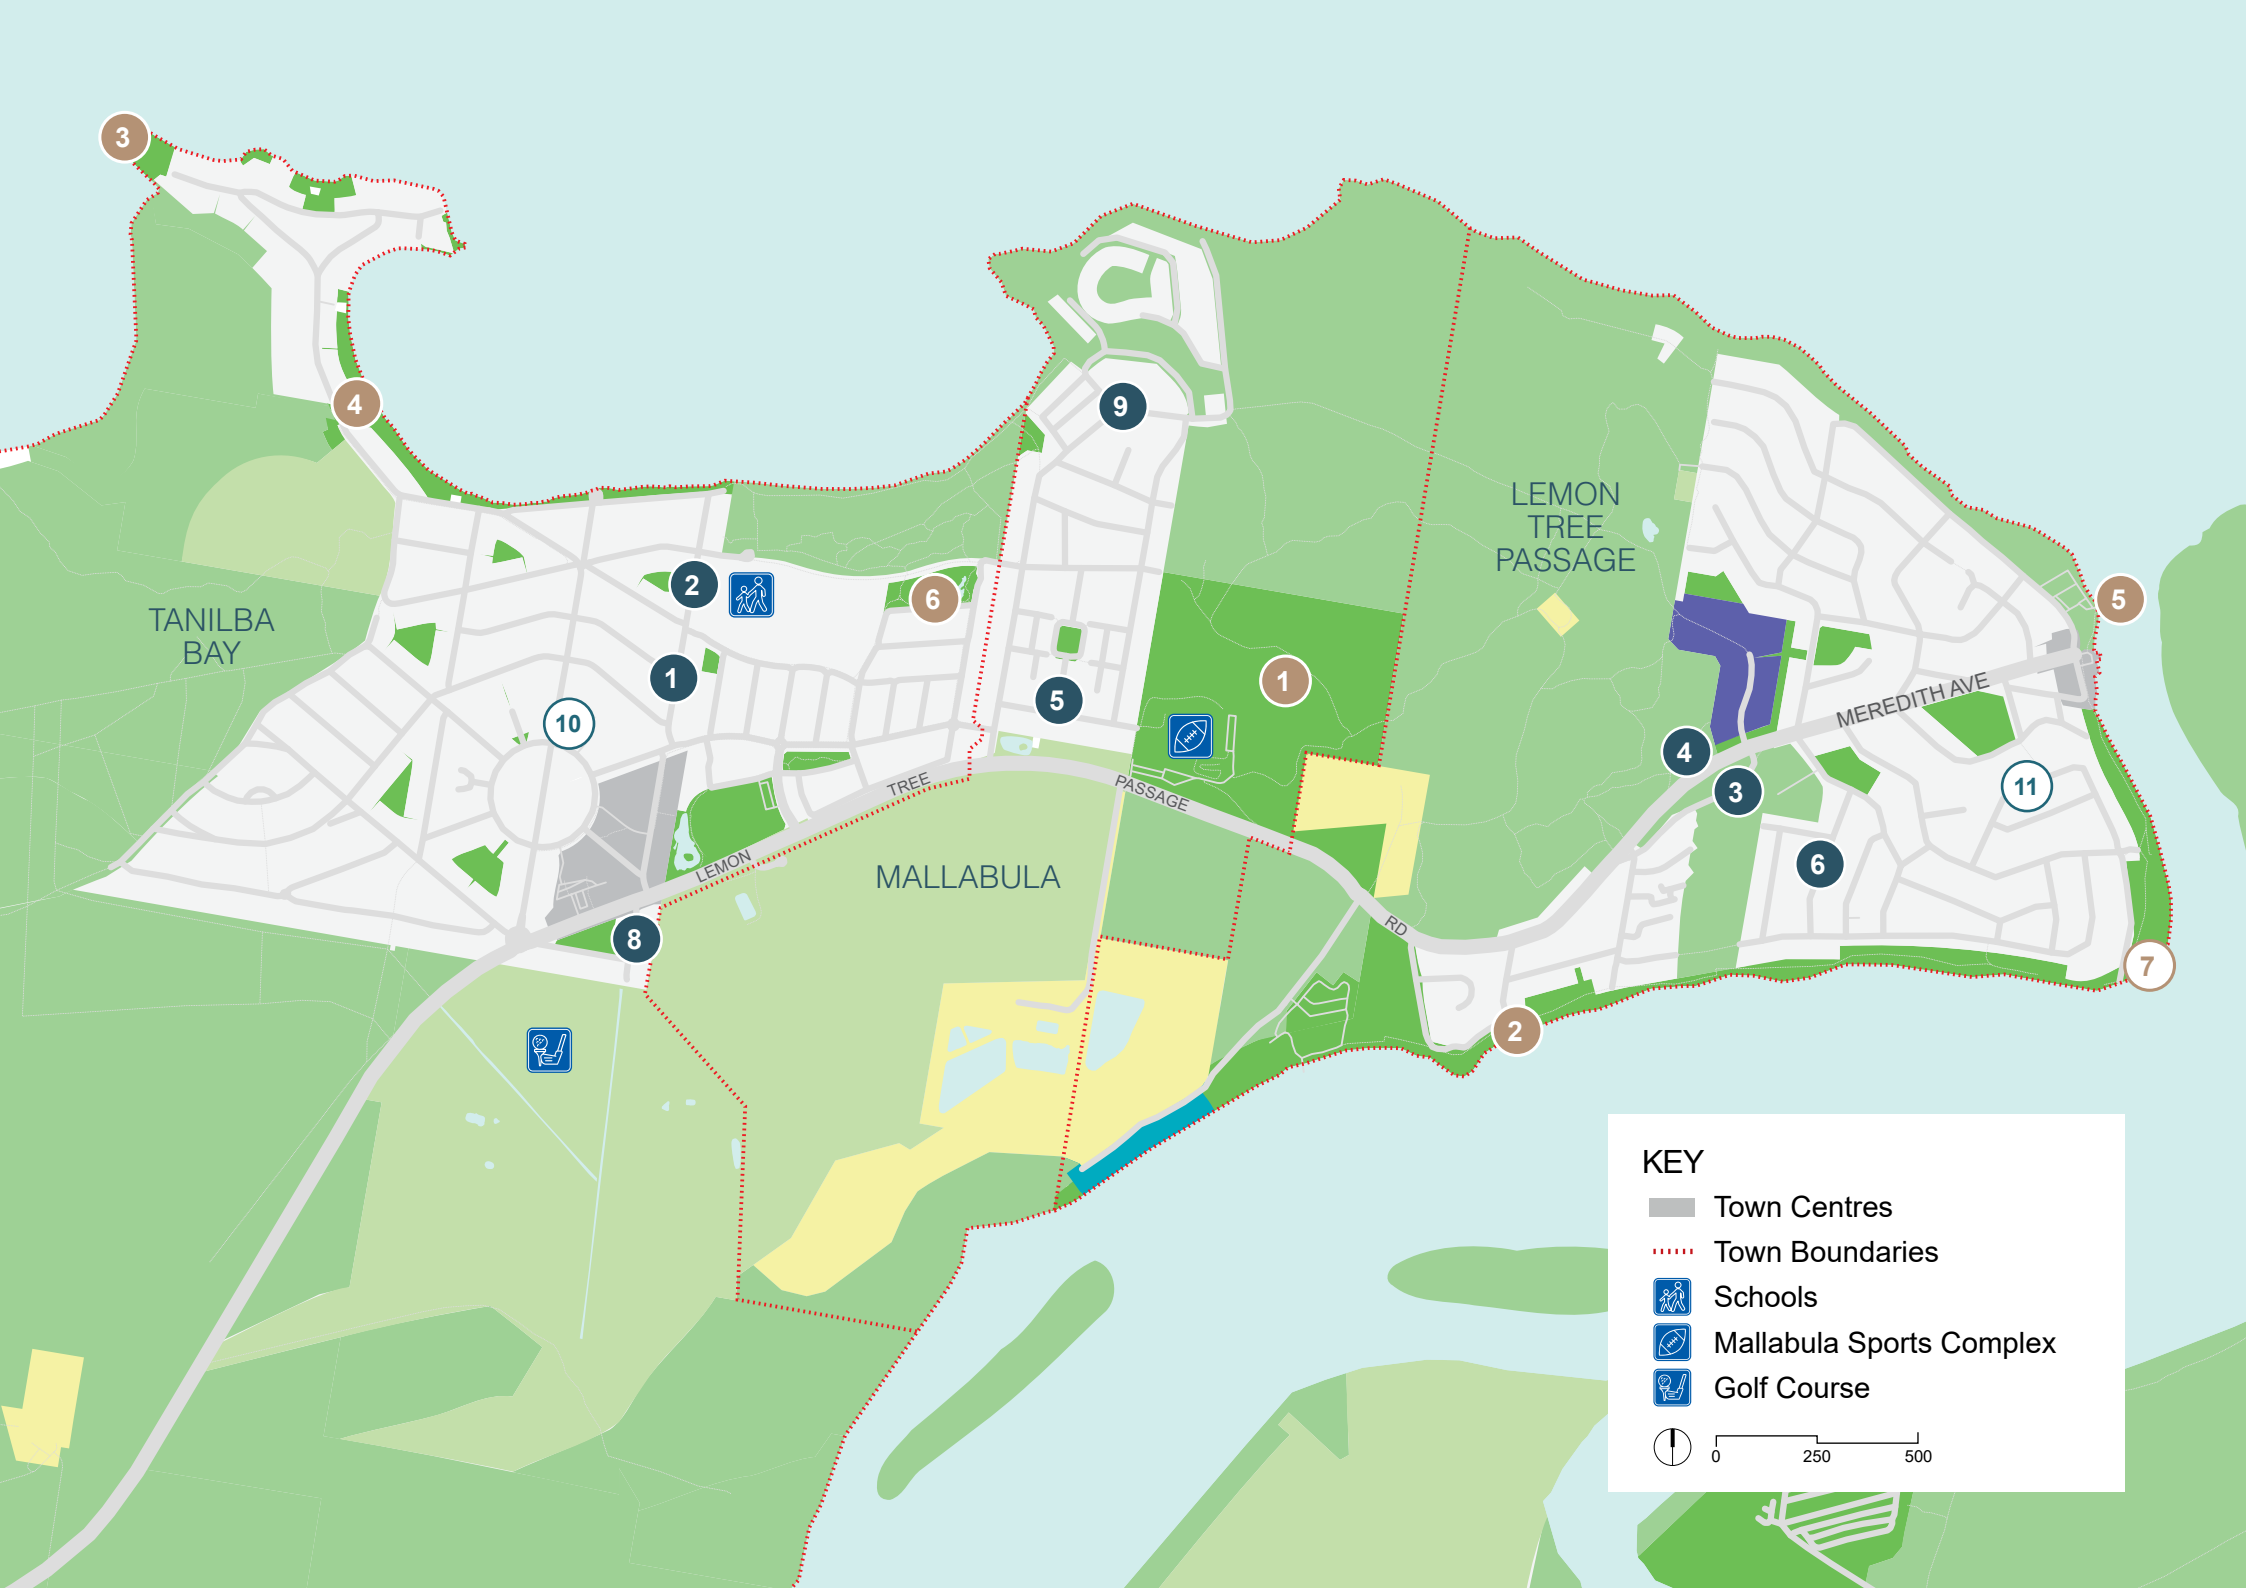 3
9
4
LEMON
TREE
PASSAGE
2
6
5
TANILBA
BAY
1
5
1
10
4
MEREDITH AVE
3
11
LEMON TREE PASSAGE RD
MALLABULA
6
8
7
2
KEY
Town Centres
Town Boundaries
Schools
Mallabula Sports Complex
Golf Course
0 250 500